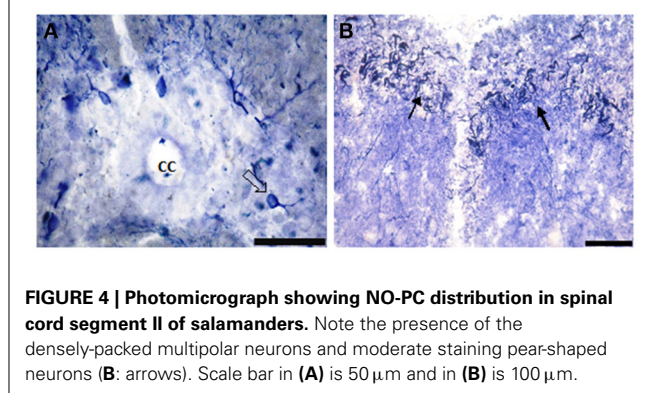 A
B
CC
FIGURE 4 | Photomicrograph showing NO-PC distribution in spinal
cord segment II of salamanders. Note the presence of the
densely-packed multipolar neurons and moderate staining pear-shaped
neurons (B: arrows). Scale bar in (A) is 50 μm and in (B) is 100 μm.